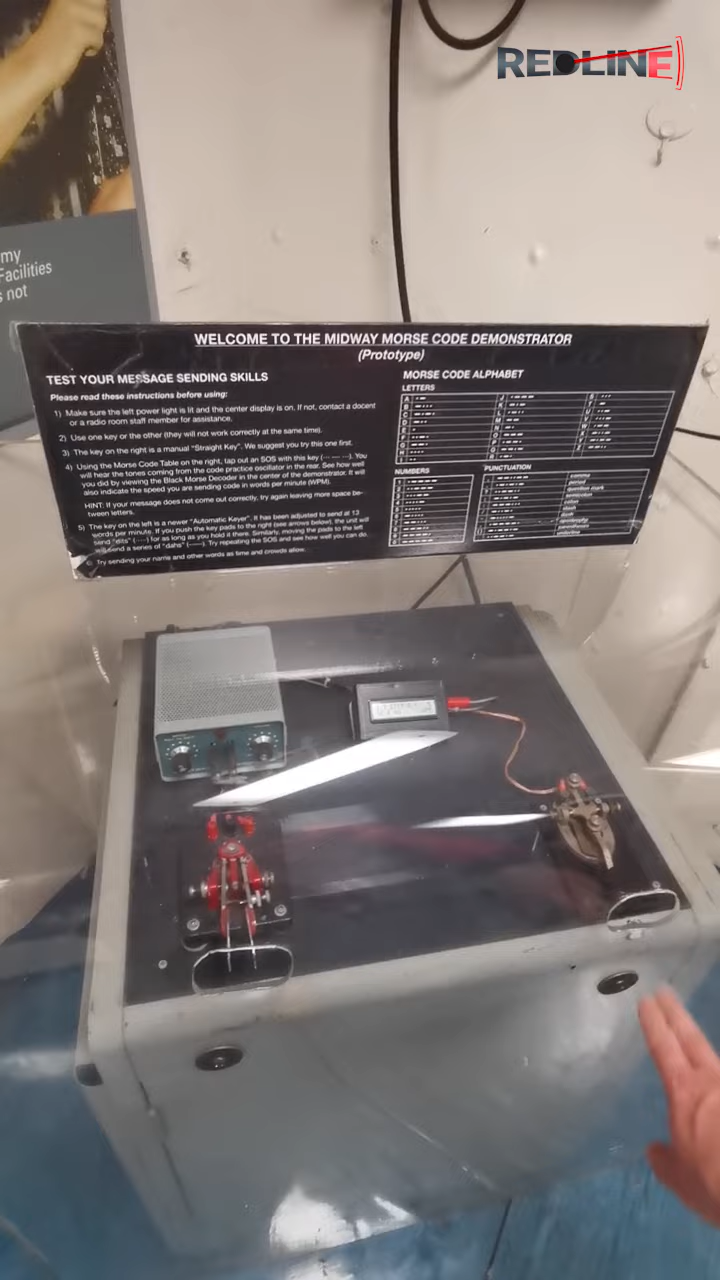 REDLINE
my
Facilities
s not
WELCOME TO THE MIDWAY MORSE CODE DEMONSTRATOR
(Prototype)
TEST YOUR MESSAGE SENDING SKILLS
Please read these instructions before using:
1) Make sure the left power light is lit and the center display is on. If not, contact a docent
or a radio room staff member for assistance.
2) Use one key or the other (they will not work correctly at the same time).
3) The key on the right is a manual "Straight Key". We suggest you try this one first.
4) Using the Morse Code Table on the right, tap out an SOS with this key (··· --- ···). You
will hear the tones coming from the code practice oscillator in the rear. See how well
you did by viewing the Black Morse Decoder in the center of the demonstrator. It will
also indicate the speed you are sending code in words per minute (WPM).
HINT: If your message does not come out correctly, try again leaving more space be-
tween letters.
5) The key on the left is a newer "Automatic Keyer". It has been adjusted to send at 13
words per minute. If you push the key pads to the right (see arrows below), the unit will
send "dits" (····) for as long as you hold it there. Similarly, moving the pads to the left
will send a series of "dahs" (----). Try repeating the SOS and see how well you can do.
6) Try sending your name and other words as time and crowds allow.
MORSE CODE ALPHABET
LETTERS
NUMBERS
PUNCTUATION
comma
period
question mark
semicolon
colon
slash
dash
apostrophy
parentheses
underline